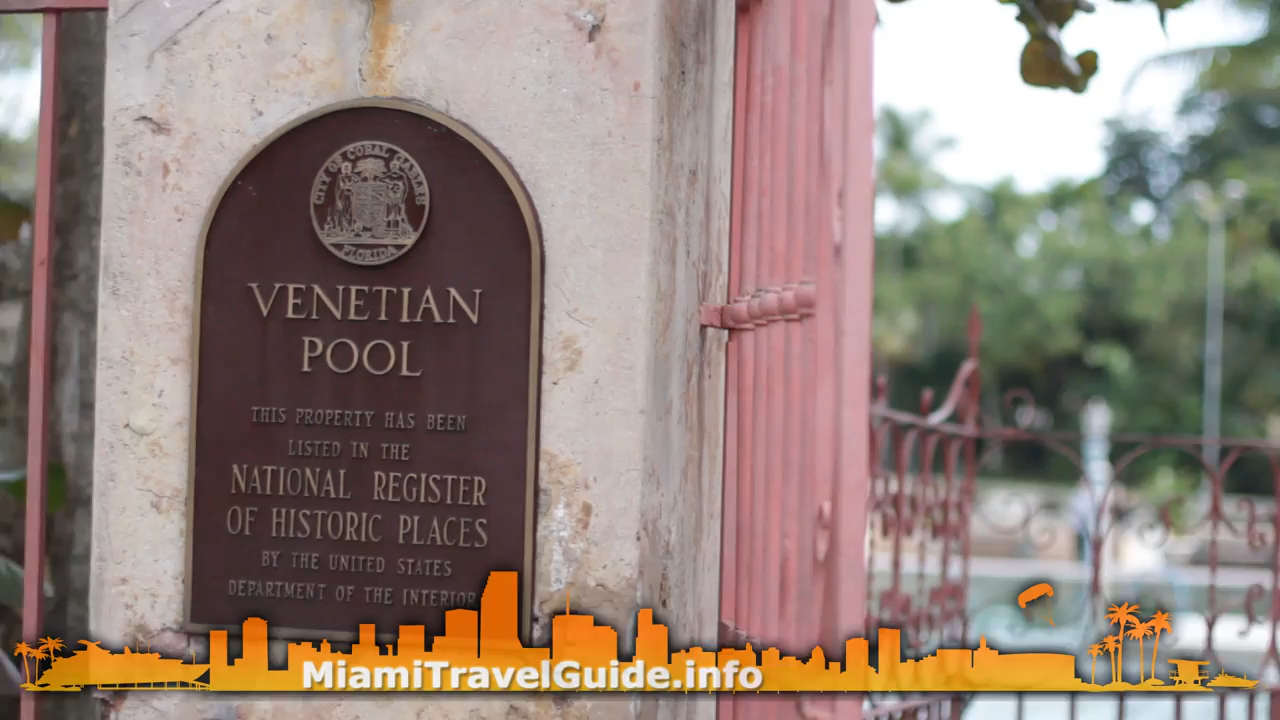 CITY OF CORAL GABLES
FLORIDA
VENETIAN
POOL
THIS PROPERTY HAS BEEN
LISTED IN THE
NATIONAL REGISTER
OF HISTORIC PLACES
BY THE UNITED STATES
DEPARTMENT OF THE INTERIOR
MiamiTravelGuide.info